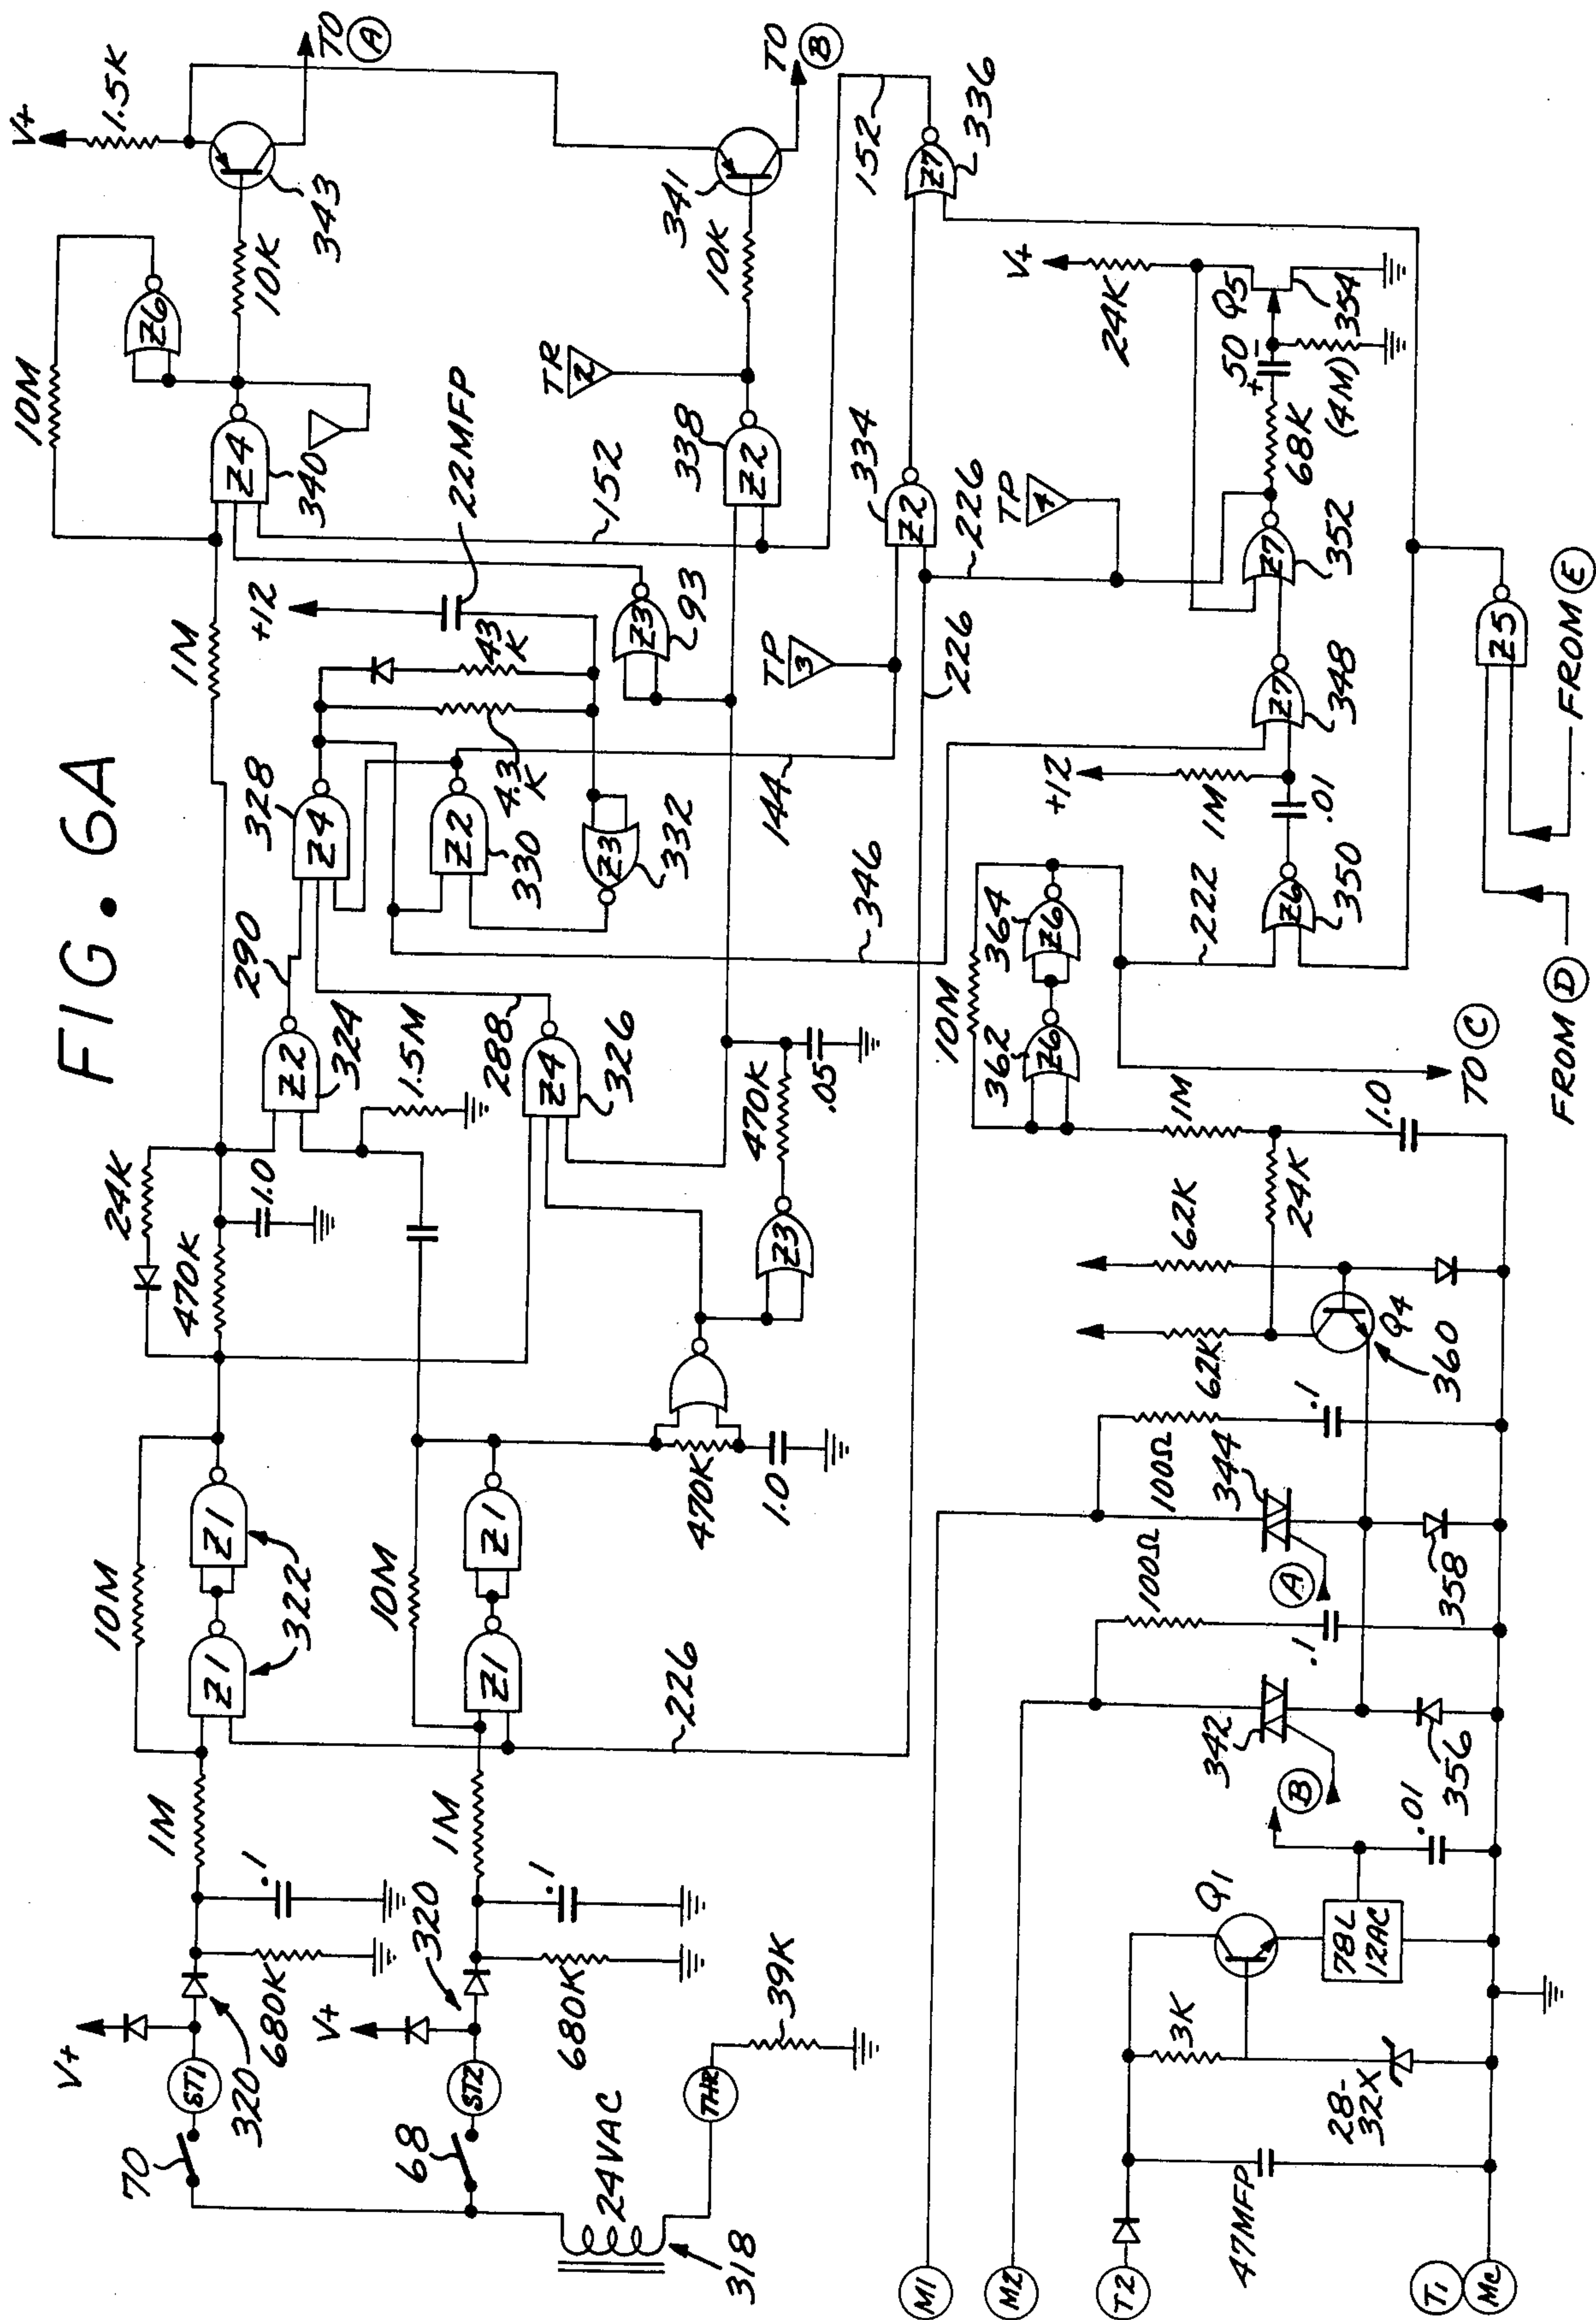 FIG. 6A
V+
1.5K
TO A
343
10K
10M
Z6
Z4
340
1M
TO B
341
10K
TR 2
338
Z2
152
22MFP
+12
43 K
4.3 K
Z3
93
328
Z4
330
Z2
332
Z3
290
324
Z2
1.5M
288
326
Z4
24K
470K
1.0
470K
.05
Z3
10M
Z1
Z1
322
10M
Z1
Z1
470K
1.0
226
1M
.1
1M
.1
V+
ST1
320
680K
V+
ST2
320
680K
70
68
24VAC
318
THR
39K
144
346
TP 3
226
334
Z2
226
TP 4
152
Z7
336
V+
24K
Q5
50
+
-
68K
(4M)
354
Z7
352
Z7
348
+12
1M
.01
Z6
350
222
Z5
FROM E
FROM D
10M
362
Z6
364
Z6
TO C
1M
1.0
24K
62K
62K
Q4
360
.1
100Ω
344
A
358
100Ω
.1
342
B
356
.01
Q1
78L
12AC
3K
28-
32X
47MFP
M1
M2
T2
T1
Mc